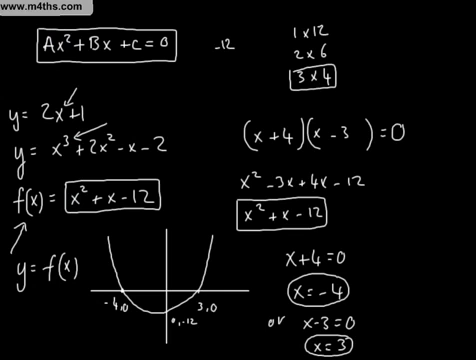 www.m4ths.com
Ax² + Bx + C = 0
-12
1 x 12
2 x 6
3 x 4
y = 2x + 1
y = x³ + 2x² - x - 2
f(x) = x² + x - 12
y = f(x)
-4,0
3,0
0,-12
(x + 4)(x - 3) = 0
x² - 3x + 4x - 12
x² + x - 12
x + 4 = 0
x = -4
or x - 3 = 0
x = 3